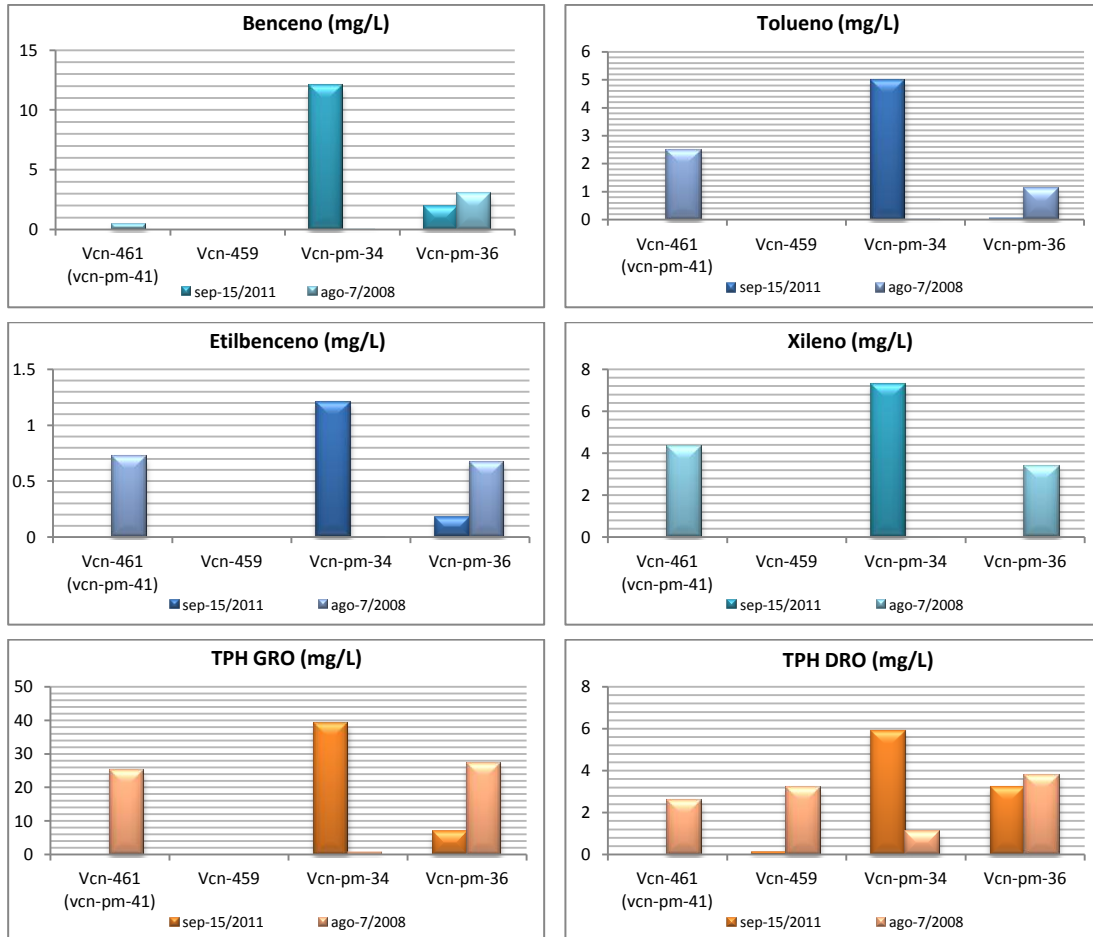 Benceno (mg/L)
15
10
5
0
Vcn-461 Vcn-459 Vcn-pm-34 Vcn-pm-36
(vcn-pm-41)
sep-15/2011 ago-7/2008
Tolueno (mg/L)
6
5
4
3
2
1
0
Vcn-461 Vcn-459 Vcn-pm-34 Vcn-pm-36
(vcn-pm-41)
sep-15/2011 ago-7/2008
Etilbenceno (mg/L)
1.5
1
0.5
0
Vcn-461 Vcn-459 Vcn-pm-34 Vcn-pm-36
(vcn-pm-41)
sep-15/2011 ago-7/2008
Xileno (mg/L)
8
6
4
2
0
Vcn-461 Vcn-459 Vcn-pm-34 Vcn-pm-36
(vcn-pm-41)
sep-15/2011 ago-7/2008
TPH GRO (mg/L)
50
40
30
20
10
0
Vcn-461 Vcn-459 Vcn-pm-34 Vcn-pm-36
(vcn-pm-41)
sep-15/2011 ago-7/2008
TPH DRO (mg/L)
8
6
4
2
0
Vcn-461 Vcn-459 Vcn-pm-34 Vcn-pm-36
(vcn-pm-41)
sep-15/2011 ago-7/2008